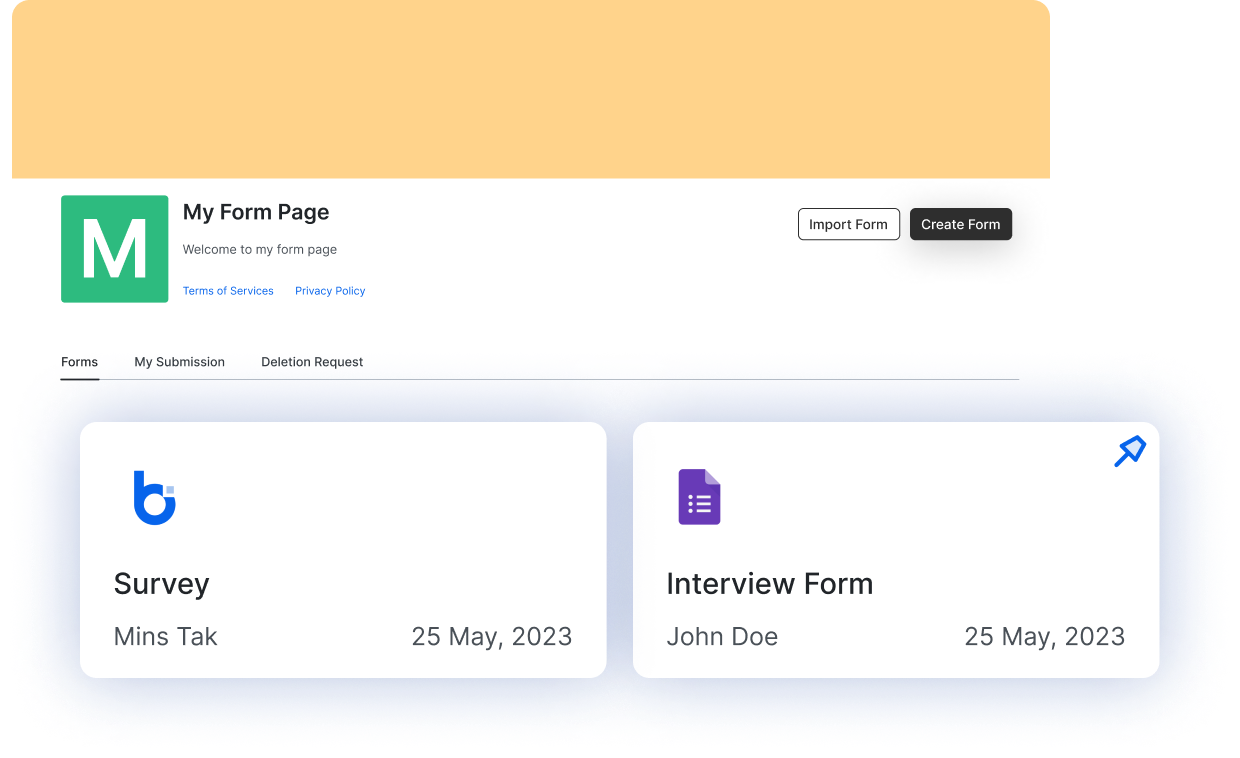 M
My Form Page
Welcome to my form page
Terms of Services Privacy Policy
Import Form Create Form
Forms My Submission Deletion Request
b
Survey
Mins Tak 25 May, 2023
Interview Form
John Doe 25 May, 2023